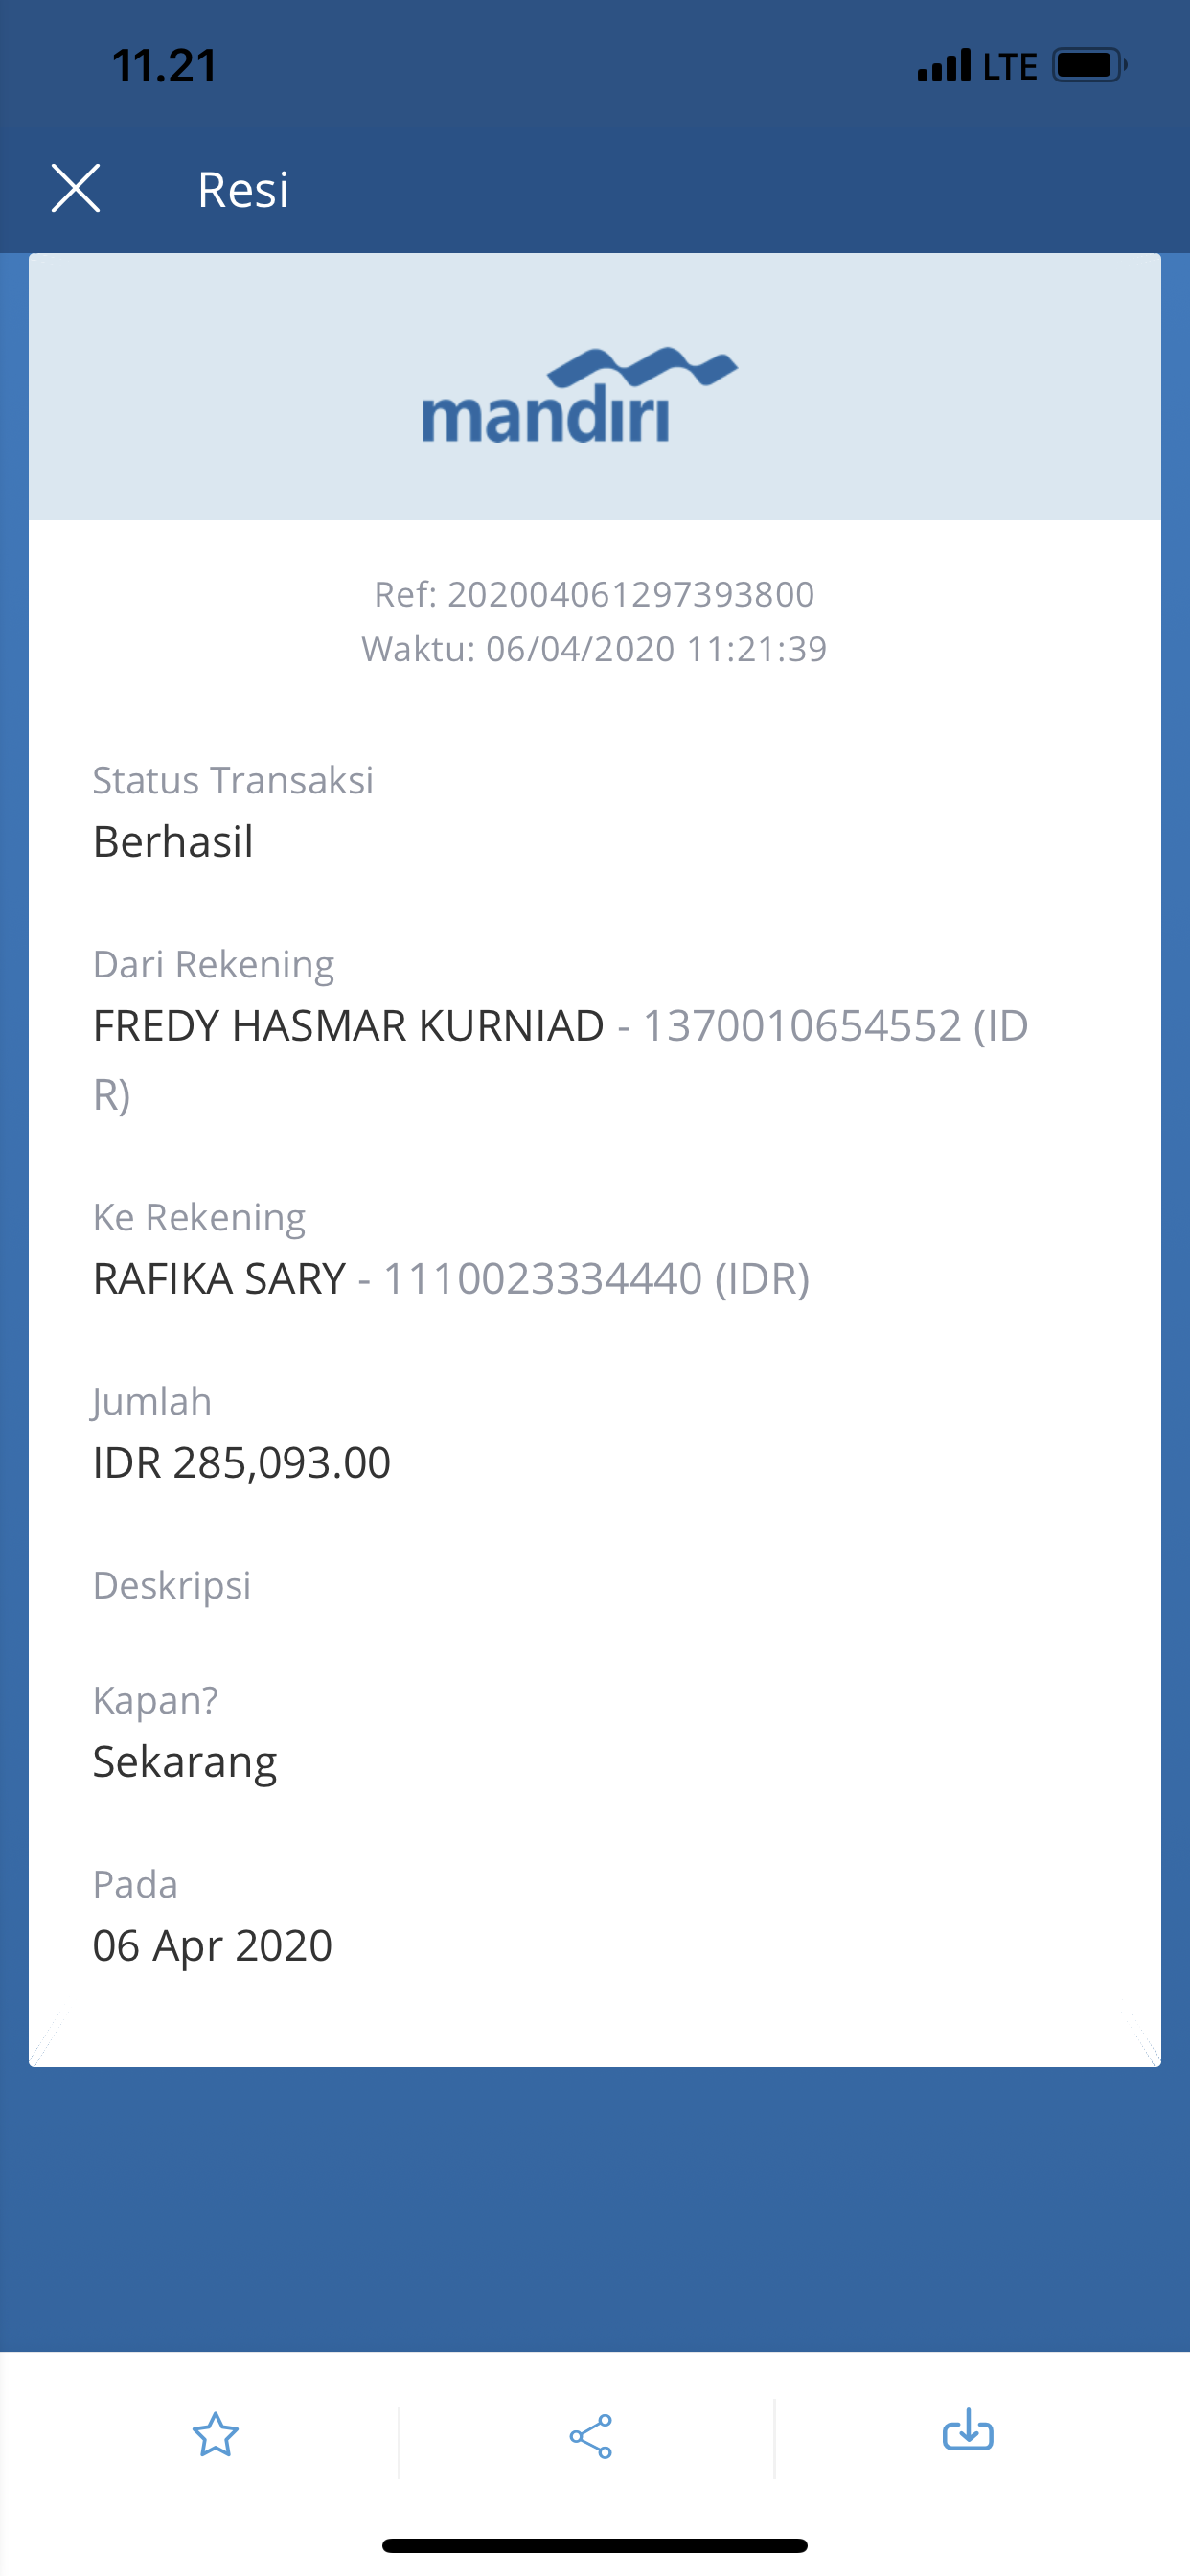 11.21
LTE
Resi
mandiri
Ref: 202004061297393800
Waktu: 06/04/2020 11:21:39
Status Transaksi
Berhasil
Dari Rekening
FREDY HASMAR KURNIAD - 1370010654552 (ID
R)
Ke Rekening
RAFIKA SARY - 1110023334440 (IDR)
Jumlah
IDR 285,093.00
Deskripsi
Kapan?
Sekarang
Pada
06 Apr 2020